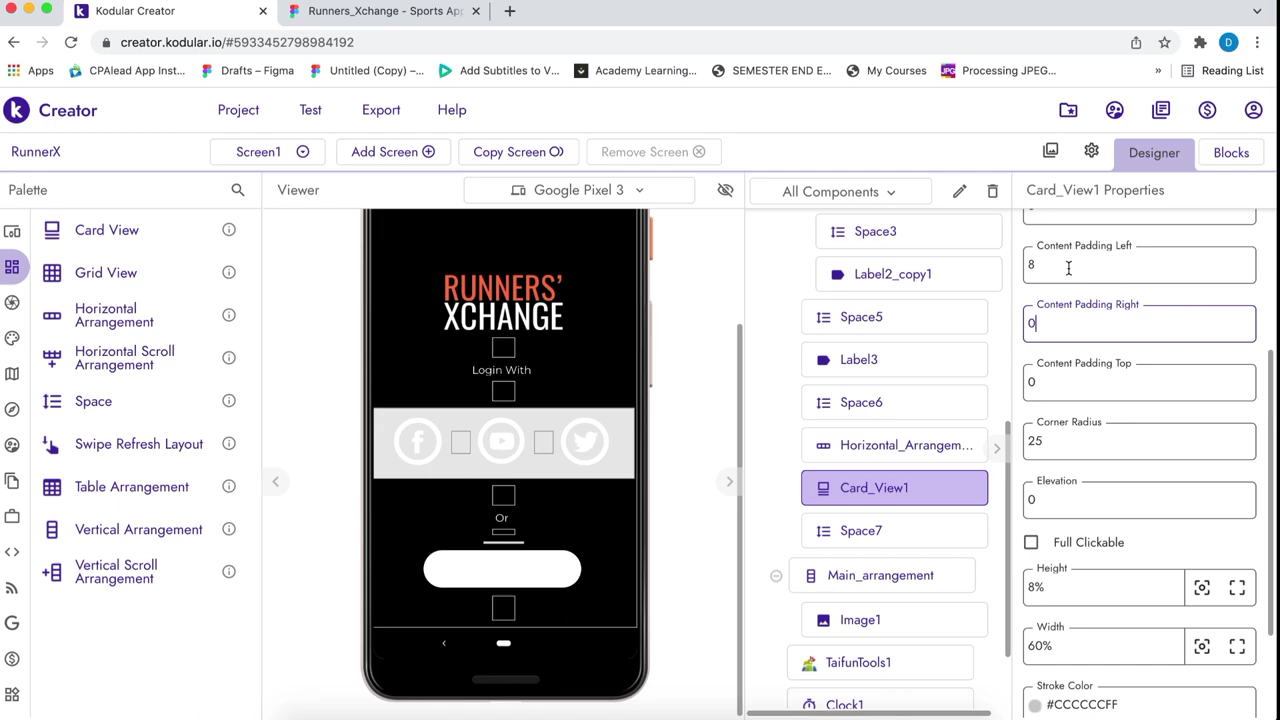 Kodular Creator
Runners_Xchange - Sports Ap
creator.kodular.io/#5933452798984192
Apps
CPAlead App Inst...
Drafts – Figma
Untitled (Copy) –...
Add Subtitles to V...
Academy Learning...
SEMESTER END E...
My Courses
Processing JPEG...
»
Reading List
Creator
Project
Test
Export
Help
RunnerX
Screen1
Add Screen
Copy Screen
Remove Screen
Designer
Blocks
Palette
Viewer
Google Pixel 3
All Components
Card_View1 Properties
Card View
Grid View
Horizontal
Arrangement
Horizontal Scroll
Arrangement
Space
Swipe Refresh Layout
Table Arrangement
Vertical Arrangement
Vertical Scroll
Arrangement
RUNNERS’
XCHANGE
Login With
Or
Space3
Label2_copy1
Space5
Label3
Space6
Horizontal_Arrangem...
Card_View1
Space7
Main_arrangement
Image1
TaifunTools1
Clock1
Content Padding Left
8
Content Padding Right
0
Content Padding Top
0
Corner Radius
25
Elevation
0
Full Clickable
Height
8%
Width
60%
Stroke Color
#CCCCCCFF